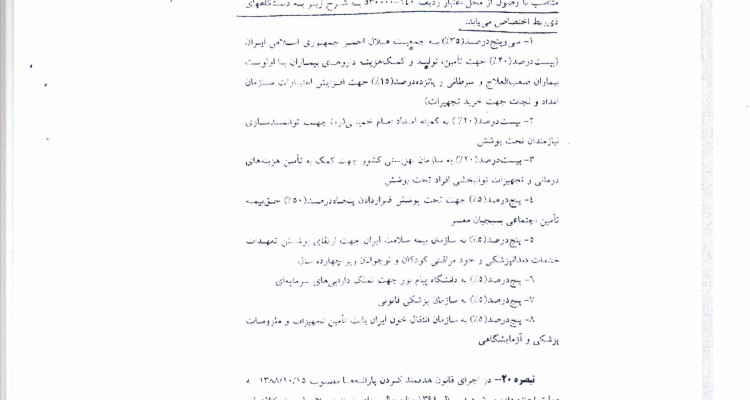 متناسب با وصول از محل اعتبار ردیف ۱۴۰-۵۳۰۰۰۰ به شرح زیر به دستگاههای
ذی‌ربط اختصاص می‌یابد:
۱- سی‌وپنج‌درصد(۳۵٪) به جمعیت هلال احمر جمهوری اسلامی ایران
(بیست‌درصد(۲۰٪) جهت تأمین، تولید و کمک‌هزینه داروهای بیماران با اولویت
بیماران صعب‌العلاج و سرطانی و پانزده‌درصد(۱۵٪) جهت افزایش اعتبارات سازمان
امداد و نجات جهت خرید تجهیزات)
۲- بیست‌درصد(۲۰٪) به کمیته امداد امام خمینی(ره) جهت توانمندسازی
نیازمندان تحت پوشش
۳- بیست‌درصد(۲۰٪) به سازمان بهزیستی کشور جهت کمک به تأمین هزینه‌های
درمانی و تجهیزات توانبخشی افراد تحت پوشش
۴- پنج‌درصد(۵٪) جهت تحت پوشش قراردادن پنجاه‌درصد(۵۰٪) حق‌بیمه
تأمین اجتماعی بسیجیان معسر
۵- پنج‌درصد(۵٪) به سازمان بیمه سلامت ایران جهت ارتقای پوشش تعهدات
خدمات دندانپزشکی و خود مراقبتی کودکان و نوجوانان زیر چهارده سال
۶- پنج‌درصد(۵٪) به دانشگاه پیام نور جهت تملک دارایی‌های سرمایه‌ای
۷- پنج‌درصد(۵٪) به سازمان پزشکی قانونی
۸- پنج‌درصد(۵٪) به سازمان انتقال خون ایران بابت تأمین تجهیزات و ملزومات
پزشکی و آزمایشگاهی
تبصره ۲۰- در اجرای قانون هدفمند کردن یارانه‌ها مصوب ۱۳۸۸/۱۰/۱۵ به